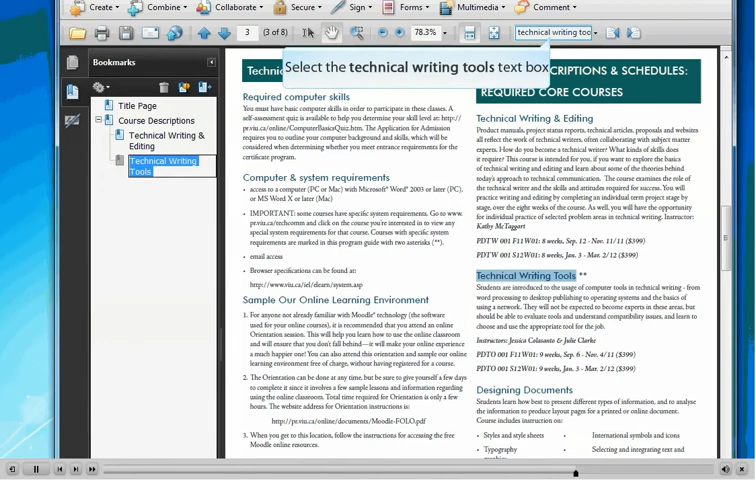 Create Combine Collaborate Secure Sign Forms Multimedia Comment
3 (3 of 8) 78.3% technical writing too
Bookmarks
Title Page
Course Descriptions
Technical Writing &
Editing
Technical Writing
Tools
Select the technical writing tools text box
Required computer skills
You must have basic computer skills in order to participate in these classes. A
self-assessment quiz is available to help you determine your skill level at: http://
pr.viu.ca/online/ComputerBasicsQuiz.htm. The Application for Admission
requires you to outline your computer background and skills, which will be
considered when determining whether you meet entrance requirements for the
certificate program.
Computer & system requirements
• access to a computer (PC or Mac) with Microsoft® Word® 2003 or later (PC),
or MS Word X or later (Mac)
• IMPORTANT: some courses have specific system requirements. Go to www.
pr.viu.ca/techcomm and click on the course you're interested in to view any
special system requirements for that course. Courses with specific system
requirements are marked in this program guide with two asterisks (**).
• email access
• Browser specifications can be found at:
http://www.viu.ca/iel/elearn/system.asp
Sample Our Online Learning Environment
1. For anyone not already familiar with Moodle® technology (the software
used for your online courses), it is recommended that you attend an online
Orientation session. This will help you learn how to use the online classroom
and will ensure that you don't fall behind—it will make your online experience
a much happier one! You can also attend this orientation and sample our online
learning environment free of charge, without having registered for a course.
2. The Orientation can be done at any time, but be sure to give yourself a few days
to complete it since it involves a few sample lessons and information regarding
using the online classroom. Total time required for Orientation is only a few
hours. The website address for Orientation instructions is:
http://pr.viu.ca/online/documents/Moodle-FOLO.pdf
3. When you get to this location, follow the instructions for accessing the free
Moodle online resources.
CRIPTIONS & SCHEDULES:
REQUIRED CORE COURSES
Technical Writing & Editing
Product manuals, project status reports, technical articles, proposals and websites
all reflect the work of technical writers, often collaborating with subject matter
experts. How do you become a technical writer? What kinds of skills does
it require? This course is intended for you, if you want to explore the basics
of technical writing and editing and learn about some of the theories behind
today's approach to technical communication. The course examines the role of
the technical writer and the skills and attitudes required for success. You will
practice writing and editing by completing an individual term project stage by
stage, over the eight weeks of the course. As well, you will have the opportunity
for individual practice of selected problem areas in technical writing. Instructor:
Kathy McTaggart
PDTW 001 F11W01: 8 weeks, Sep. 12 - Nov. 11/11 ($399)
PDTW 001 S12W01: 8 weeks, Jan. 3 - Mar. 2/12 ($399)
Technical Writing Tools **
Students are introduced to the usage of computer tools in technical writing - from
word processing to desktop publishing to operating systems and the basics of
using a network. They will not be expected to become experts in these areas, but
should be able to evaluate tools and understand compatibility issues, and learn to
choose and use the appropriate tool for the job.
Instructors: Jessica Colasanto & Julie Clarke
PDTO 001 F11W01: 9 weeks, Sep. 6 - Nov. 4/11 ($399)
PDTO 001 S12W01: 9 weeks, Jan. 3 - Mar. 2/12 ($399)
Designing Documents
Students learn how best to present different types of information, and to analyse
the information to produce layout pages for a printed or online document.
Course includes instruction on:
• Styles and style sheets • International symbols and icons
• Typography • Selecting and integrating text and